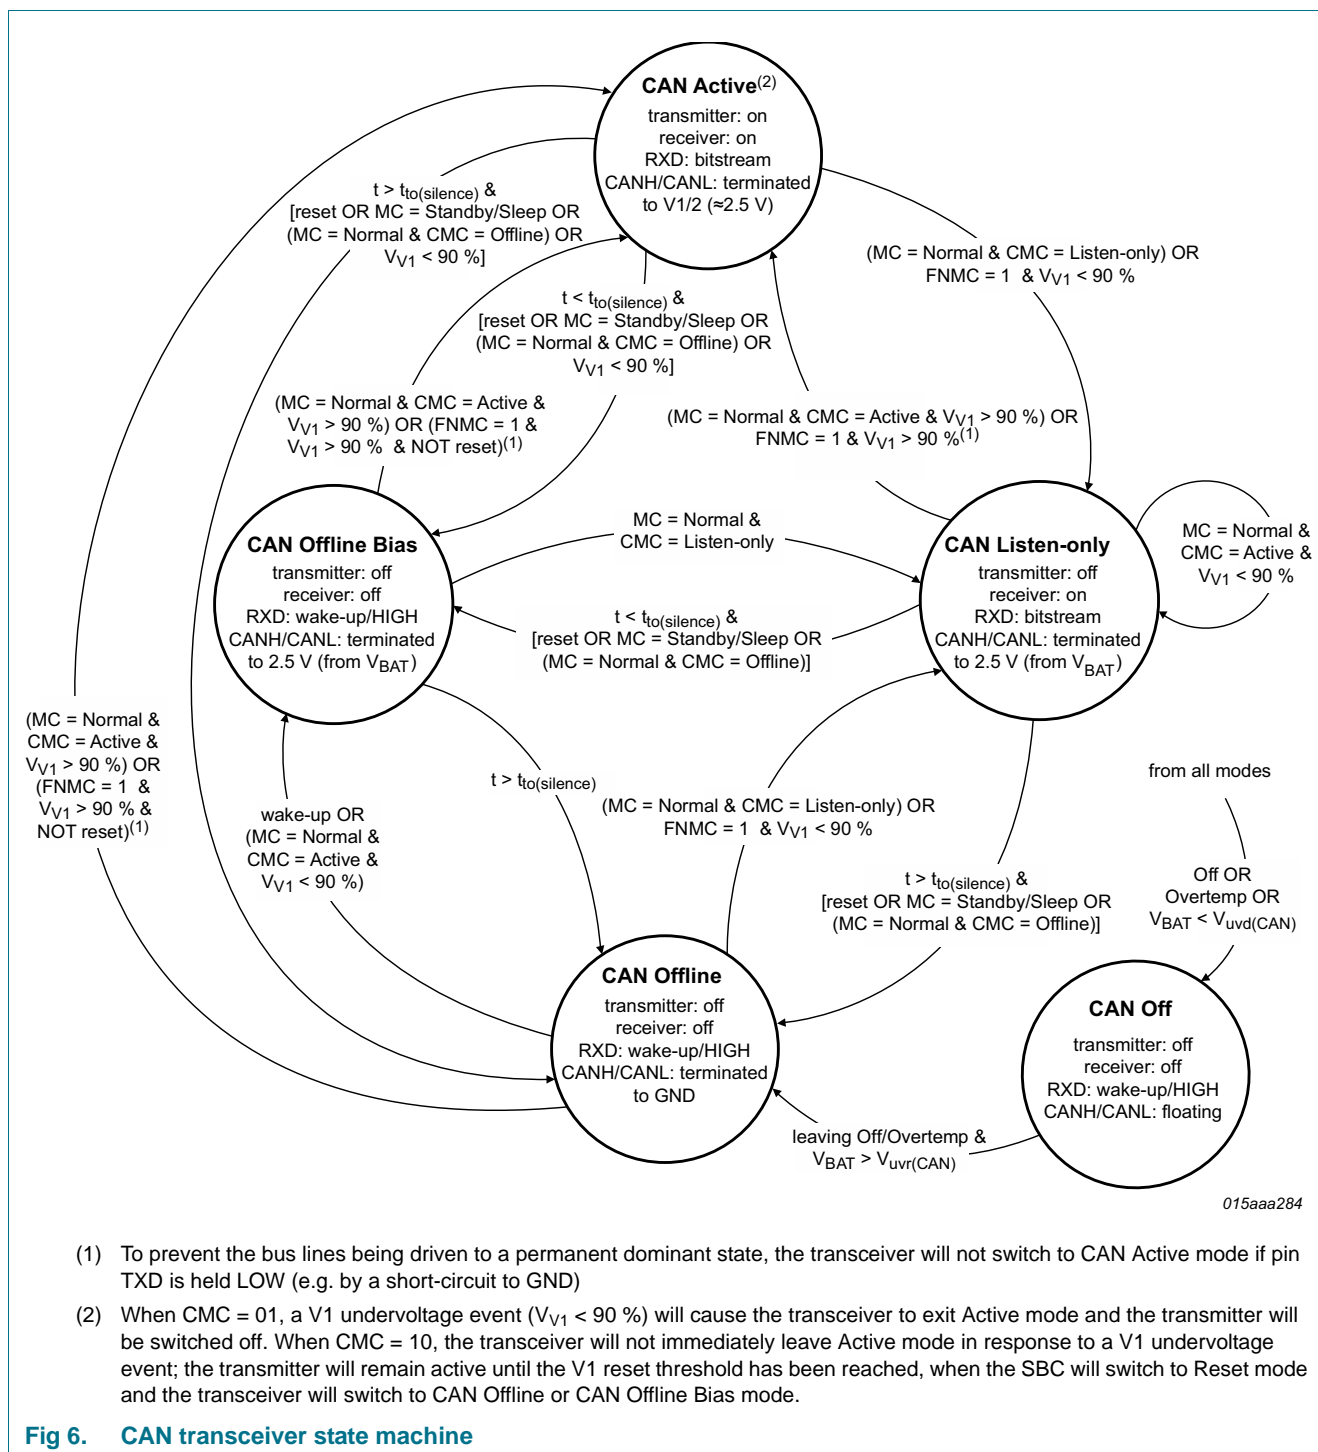 CAN Active(2)
transmitter: on
receiver: on
RXD: bitstream
CANH/CANL: terminated
to V1/2 (≈2.5 V)
t > tto(silence) &
[reset OR MC = Standby/Sleep OR
(MC = Normal & CMC = Offline) OR
VV1 < 90 %]
(MC = Normal & CMC = Listen-only) OR
FNMC = 1 & VV1 < 90 %
t < tto(silence) &
[reset OR MC = Standby/Sleep OR
(MC = Normal & CMC = Offline) OR
VV1 < 90 %]
(MC = Normal & CMC = Active &
VV1 > 90 %) OR (FNMC = 1 &
VV1 > 90 % & NOT reset)(1)
(MC = Normal & CMC = Active & VV1 > 90 %) OR
FNMC = 1 & VV1 > 90 %(1)
CAN Offline Bias
transmitter: off
receiver: off
RXD: wake-up/HIGH
CANH/CANL: terminated
to 2.5 V (from VBAT)
MC = Normal &
CMC = Listen-only
CAN Listen-only
transmitter: off
receiver: on
RXD: bitstream
CANH/CANL: terminated
to 2.5 V (from VBAT)
MC = Normal &
CMC = Active &
VV1 < 90 %
t < tto(silence) &
[reset OR MC = Standby/Sleep OR
(MC = Normal & CMC = Offline)]
(MC = Normal &
CMC = Active &
VV1 > 90 %) OR
(FNMC = 1 &
VV1 > 90 % &
NOT reset)(1)
wake-up OR
(MC = Normal &
CMC = Active &
VV1 < 90 %)
t > tto(silence)
(MC = Normal & CMC = Listen-only) OR
FNMC = 1 & VV1 < 90 %
from all modes
t > tto(silence) &
[reset OR MC = Standby/Sleep OR
(MC = Normal & CMC = Offline)]
Off OR
Overtemp OR
VBAT < Vuvd(CAN)
CAN Offline
transmitter: off
receiver: off
RXD: wake-up/HIGH
CANH/CANL: terminated
to GND
CAN Off
transmitter: off
receiver: off
RXD: wake-up/HIGH
CANH/CANL: floating
leaving Off/Overtemp &
VBAT > Vuvr(CAN)
015aaa284
(1) To prevent the bus lines being driven to a permanent dominant state, the transceiver will not switch to CAN Active mode if pin
TXD is held LOW (e.g. by a short-circuit to GND)
(2) When CMC = 01, a V1 undervoltage event (VV1 < 90 %) will cause the transceiver to exit Active mode and the transmitter will
be switched off. When CMC = 10, the transceiver will not immediately leave Active mode in response to a V1 undervoltage
event; the transmitter will remain active until the V1 reset threshold has been reached, when the SBC will switch to Reset mode
and the transceiver will switch to CAN Offline or CAN Offline Bias mode.
Fig 6. CAN transceiver state machine